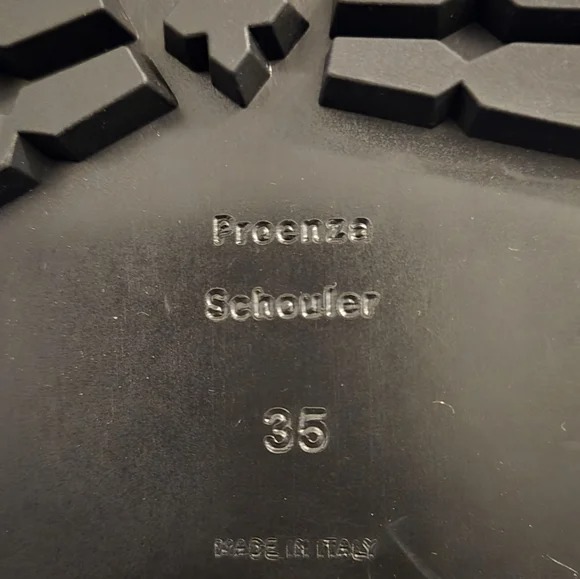 Proenza
Schouler
35
MADE IN ITALY